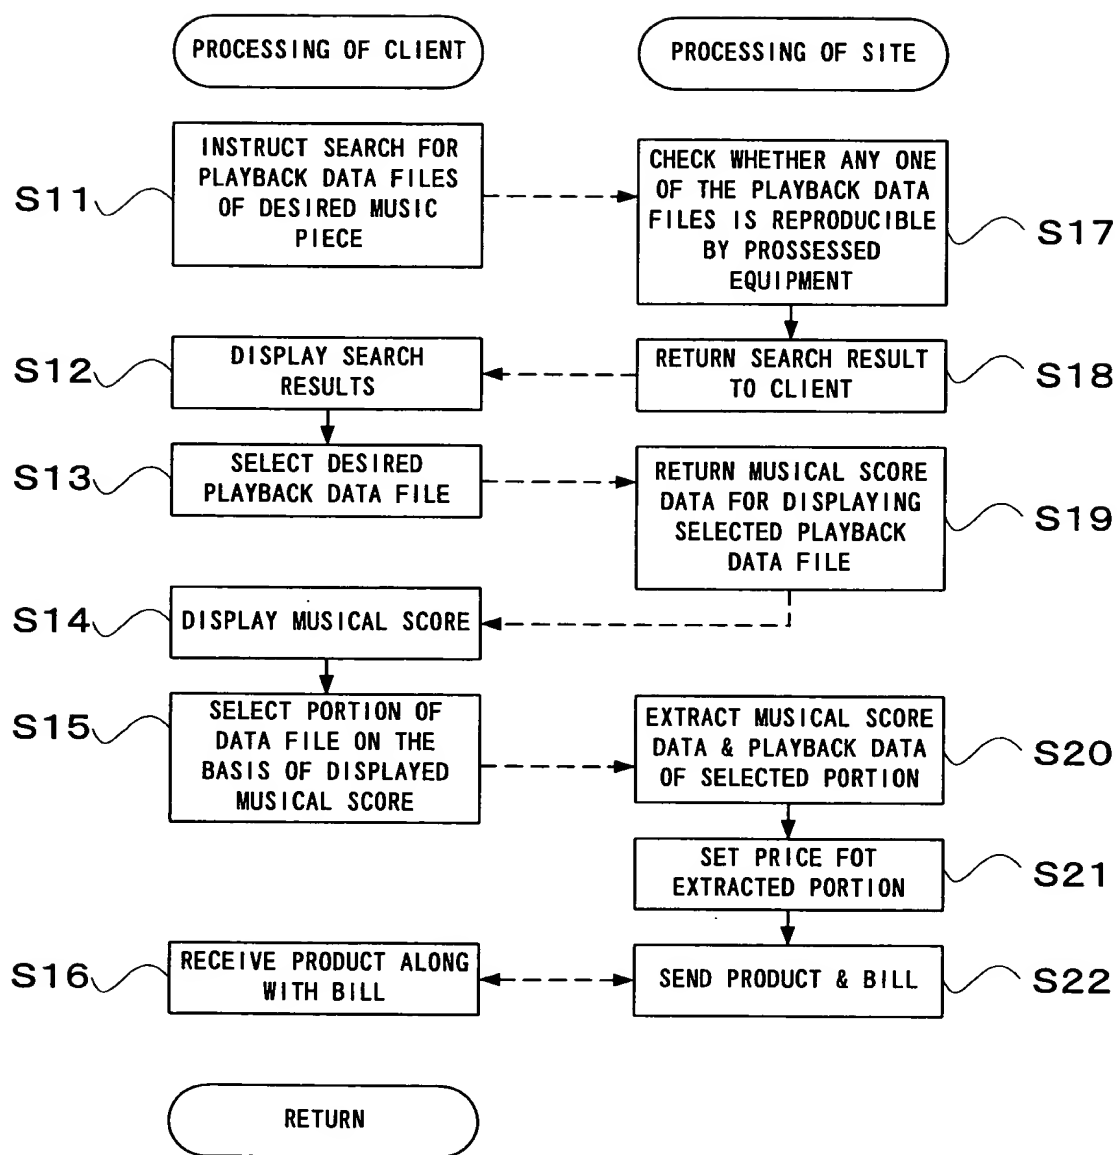 PROCESSING OF CLIENT
PROCESSING OF SITE
S11
INSTRUCT SEARCH FOR
PLAYBACK DATA FILES
OF DESIRED MUSIC
PIECE
CHECK WHETHER ANY ONE
OF THE PLAYBACK DATA
FILES IS REPRODUCIBLE
BY PROSSESSED
EQUIPMENT
S17
S12
DISPLAY SEARCH
RESULTS
RETURN SEARCH RESULT
TO CLIENT
S18
S13
SELECT DESIRED
PLAYBACK DATA FILE
RETURN MUSICAL SCORE
DATA FOR DISPLAYING
SELECTED PLAYBACK
DATA FILE
S19
S14
DISPLAY MUSICAL SCORE
S15
SELECT PORTION OF
DATA FILE ON THE
BASIS OF DISPLAYED
MUSICAL SCORE
EXTRACT MUSICAL SCORE
DATA & PLAYBACK DATA
OF SELECTED PORTION
S20
SET PRICE FOT
EXTRACTED PORTION
S21
S16
RECEIVE PRODUCT ALONG
WITH BILL
SEND PRODUCT & BILL
S22
RETURN